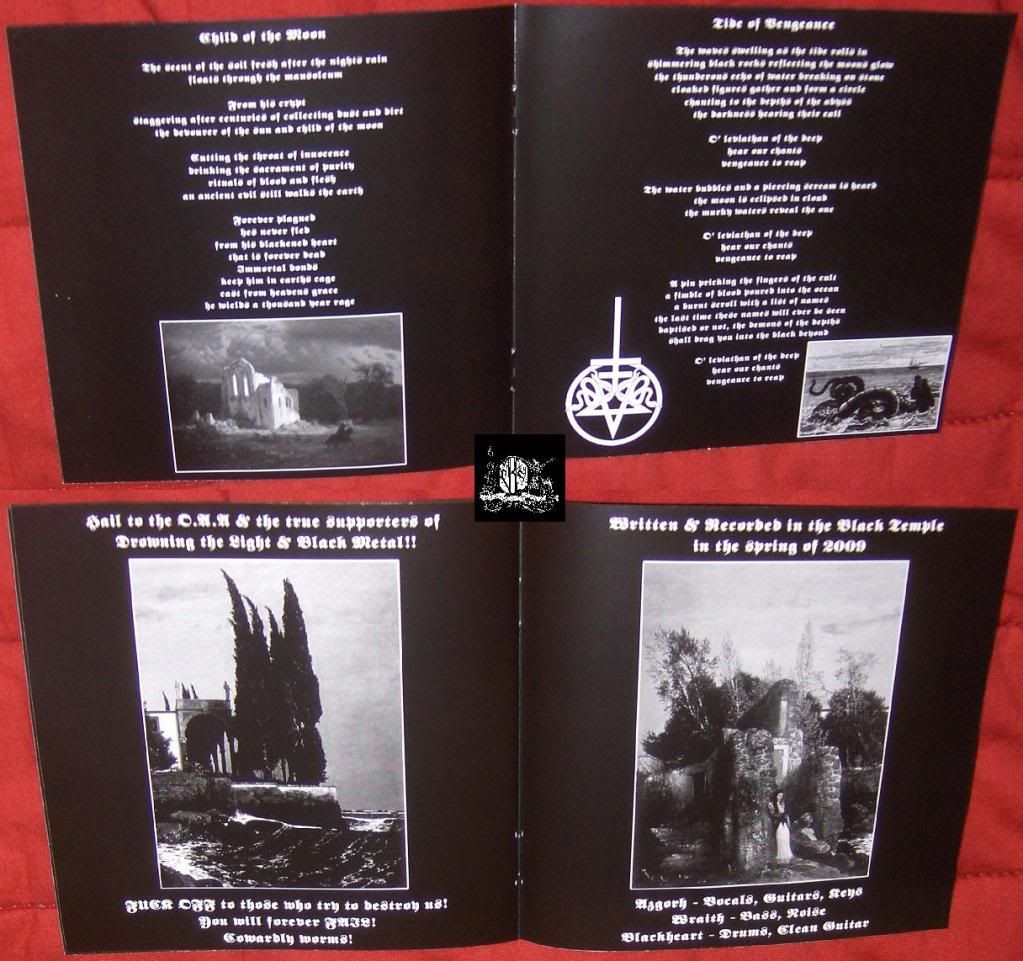 Child of the Moon
The scent of the soil fresh after the nights rain
floats through the mausoleum
From his crypt
staggering after centuries of collecting dust and dirt
the devourer of the sun and child of the moon
Cutting the throat of innocence
drinking the sacrament of purity
rituals of blood and flesh
an ancient evil still walks the earth
Forever plagued
hes never fled
from his blackened heart
that is forever dead
Immortal bonds
keep him in earths cage
cast from heavens grace
he wields a thousand year rage
Tide of Vengeance
The waves swelling as the tide rolls in
shimmering black rocks reflecting the moons glow
the thunderous echo of water breaking on stone
cloaked figures gather and form a circle
chanting to the depths of the abyss
the darkness hearing their call
O' leviathan of the deep
hear our chants
vengeance to reap
The water bubbles and a piercing scream is heard
the moon is eclipsed in cloud
the murky waters reveal the one
O' leviathan of the deep
hear our chants
vengeance to reap
A pin pricking the fingers of the cult
a fimble of blood poured into the ocean
a burnt scroll with a list of names
the last time these names will ever be seen
baptised or not, the demons of the depths
shall drag you into the black beyond
O' leviathan of the deep
hear our chants
vengeance to reap
Hail to the O.A.A & the true supporters of
Drowning the Light & Black Metal!!
FUCK OFF to those who try to destroy us!
You will forever FAIL!
Cowardly worms!
Written & Recorded in the Black Temple
in the spring of 2009
Azgorh - Vocals, Guitars, Keys
Wraith - Bass, Noise
Blackheart - Drums, Clean Guitar